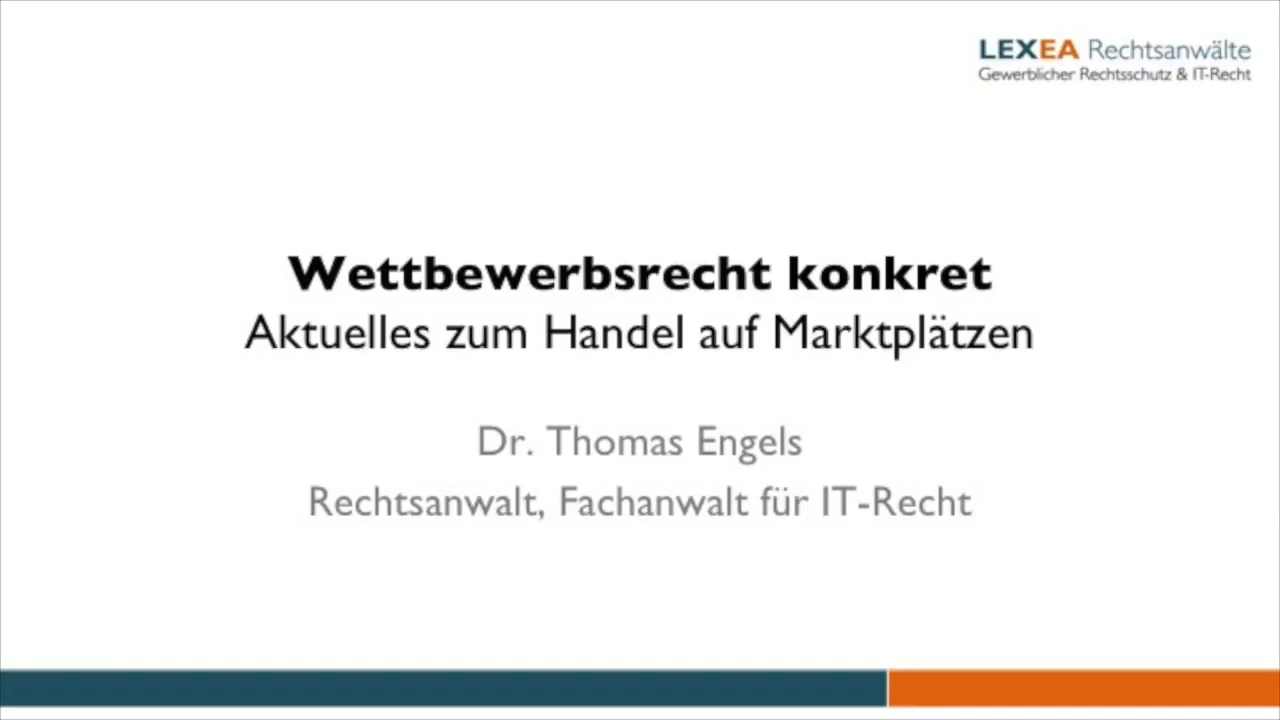 LEXEA Rechtsanwälte
Gewerblicher Rechtsschutz & IT-Recht
Wettbewerbsrecht konkret
Aktuelles zum Handel auf Marktplätzen
Dr. Thomas Engels
Rechtsanwalt, Fachanwalt für IT-Recht